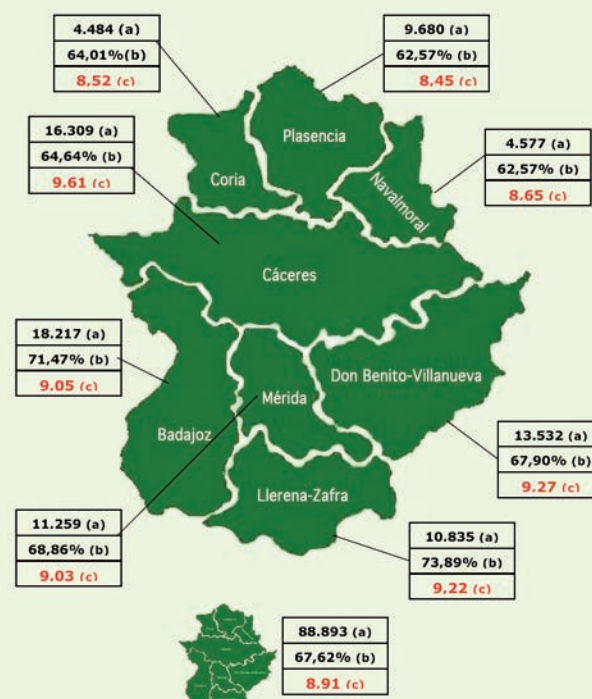 4.484 (a)
64,01%(b)
8,52 (c)
9.680 (a)
62,57% (b)
8,45 (c)
Plasencia
16.309 (a)
64,64% (b)
9.61 (c)
Coria
Navalmoral
4.577 (a)
62,57% (b)
8.65 (c)
Cáceres
18.217 (a)
71,47% (b)
9.05 (c)
Don Benito-Villanueva
Mérida
Badajoz
13.532 (a)
67,90% (b)
9.27 (c)
Llerena-Zafra
11.259 (a)
68,86% (b)
9.03 (c)
10.835 (a)
73,89% (b)
9,22 (c)
88.893 (a)
67,62% (b)
8.91 (c)